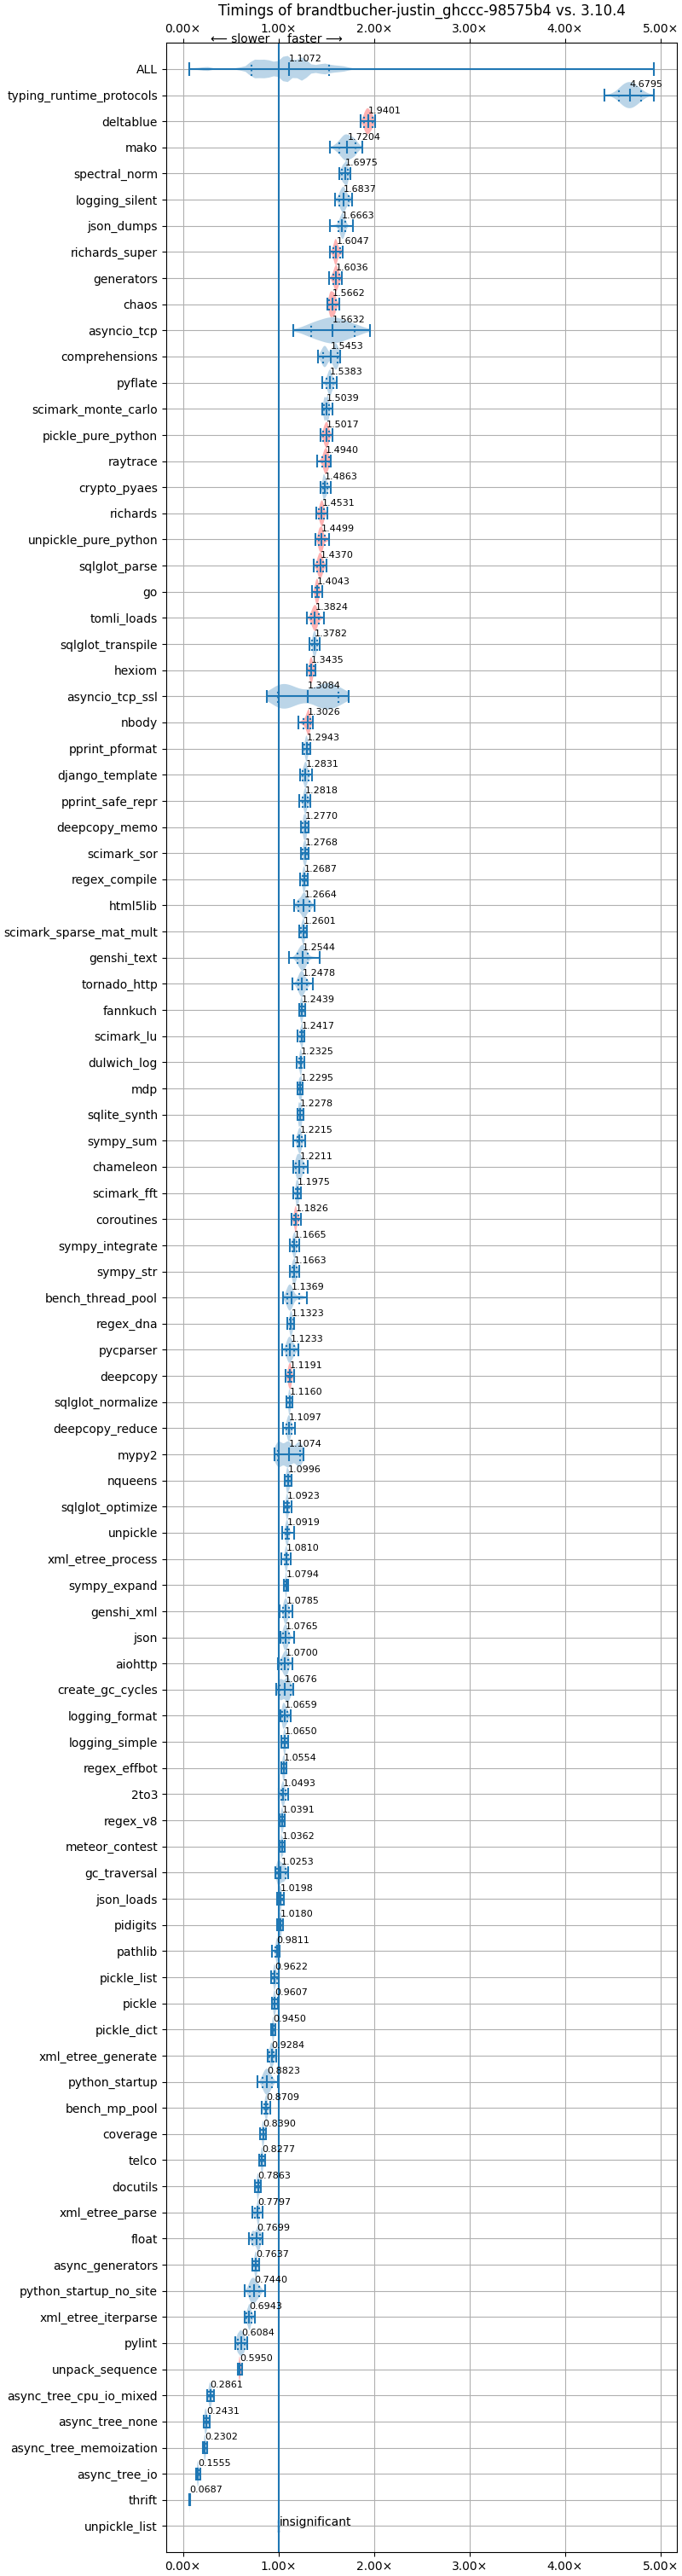 Timings of brandtbucher-justin_ghccc-98575b4 vs. 3.10.4
0.00× 1.00× 2.00× 3.00× 4.00× 5.00×
← slower faster →
ALL 1.1072
typing_runtime_protocols 4.6795
deltablue 1.9401
mako 1.7204
spectral_norm 1.6975
logging_silent 1.6837
json_dumps 1.6663
richards_super 1.6047
generators 1.6036
chaos 1.5662
asyncio_tcp 1.5632
comprehensions 1.5453
pyflate 1.5383
scimark_monte_carlo 1.5039
pickle_pure_python 1.5017
raytrace 1.4940
crypto_pyaes 1.4863
richards 1.4531
unpickle_pure_python 1.4499
sqlglot_parse 1.4370
go 1.4043
tomli_loads 1.3824
sqlglot_transpile 1.3782
hexiom 1.3435
asyncio_tcp_ssl 1.3084
nbody 1.3026
pprint_pformat 1.2943
django_template 1.2831
pprint_safe_repr 1.2818
deepcopy_memo 1.2770
scimark_sor 1.2768
regex_compile 1.2687
html5lib 1.2664
scimark_sparse_mat_mult 1.2601
genshi_text 1.2544
tornado_http 1.2478
fannkuch 1.2439
scimark_lu 1.2417
dulwich_log 1.2325
mdp 1.2295
sqlite_synth 1.2278
sympy_sum 1.2215
chameleon 1.2211
scimark_fft 1.1975
coroutines 1.1826
sympy_integrate 1.1665
sympy_str 1.1663
bench_thread_pool 1.1369
regex_dna 1.1323
pycparser 1.1233
deepcopy 1.1191
sqlglot_normalize 1.1160
deepcopy_reduce 1.1097
mypy2 1.1074
nqueens 1.0996
sqlglot_optimize 1.0923
unpickle 1.0919
xml_etree_process 1.0810
sympy_expand 1.0794
genshi_xml 1.0785
json 1.0765
aiohttp 1.0700
create_gc_cycles 1.0676
logging_format 1.0659
logging_simple 1.0650
regex_effbot 1.0554
2to3 1.0493
regex_v8 1.0391
meteor_contest 1.0362
gc_traversal 1.0253
json_loads 1.0198
pidigits 1.0180
pathlib 0.9811
pickle_list 0.9622
pickle 0.9607
pickle_dict 0.9450
xml_etree_generate 0.9284
python_startup 0.8823
bench_mp_pool 0.8709
coverage 0.8390
telco 0.8277
docutils 0.7863
xml_etree_parse 0.7797
float 0.7699
async_generators 0.7637
python_startup_no_site 0.7440
xml_etree_iterparse 0.6943
pylint 0.6084
unpack_sequence 0.5950
async_tree_cpu_io_mixed 0.2861
async_tree_none 0.2431
async_tree_memoization 0.2302
async_tree_io 0.1555
thrift 0.0687
unpickle_list insignificant
0.00× 1.00× 2.00× 3.00× 4.00× 5.00×